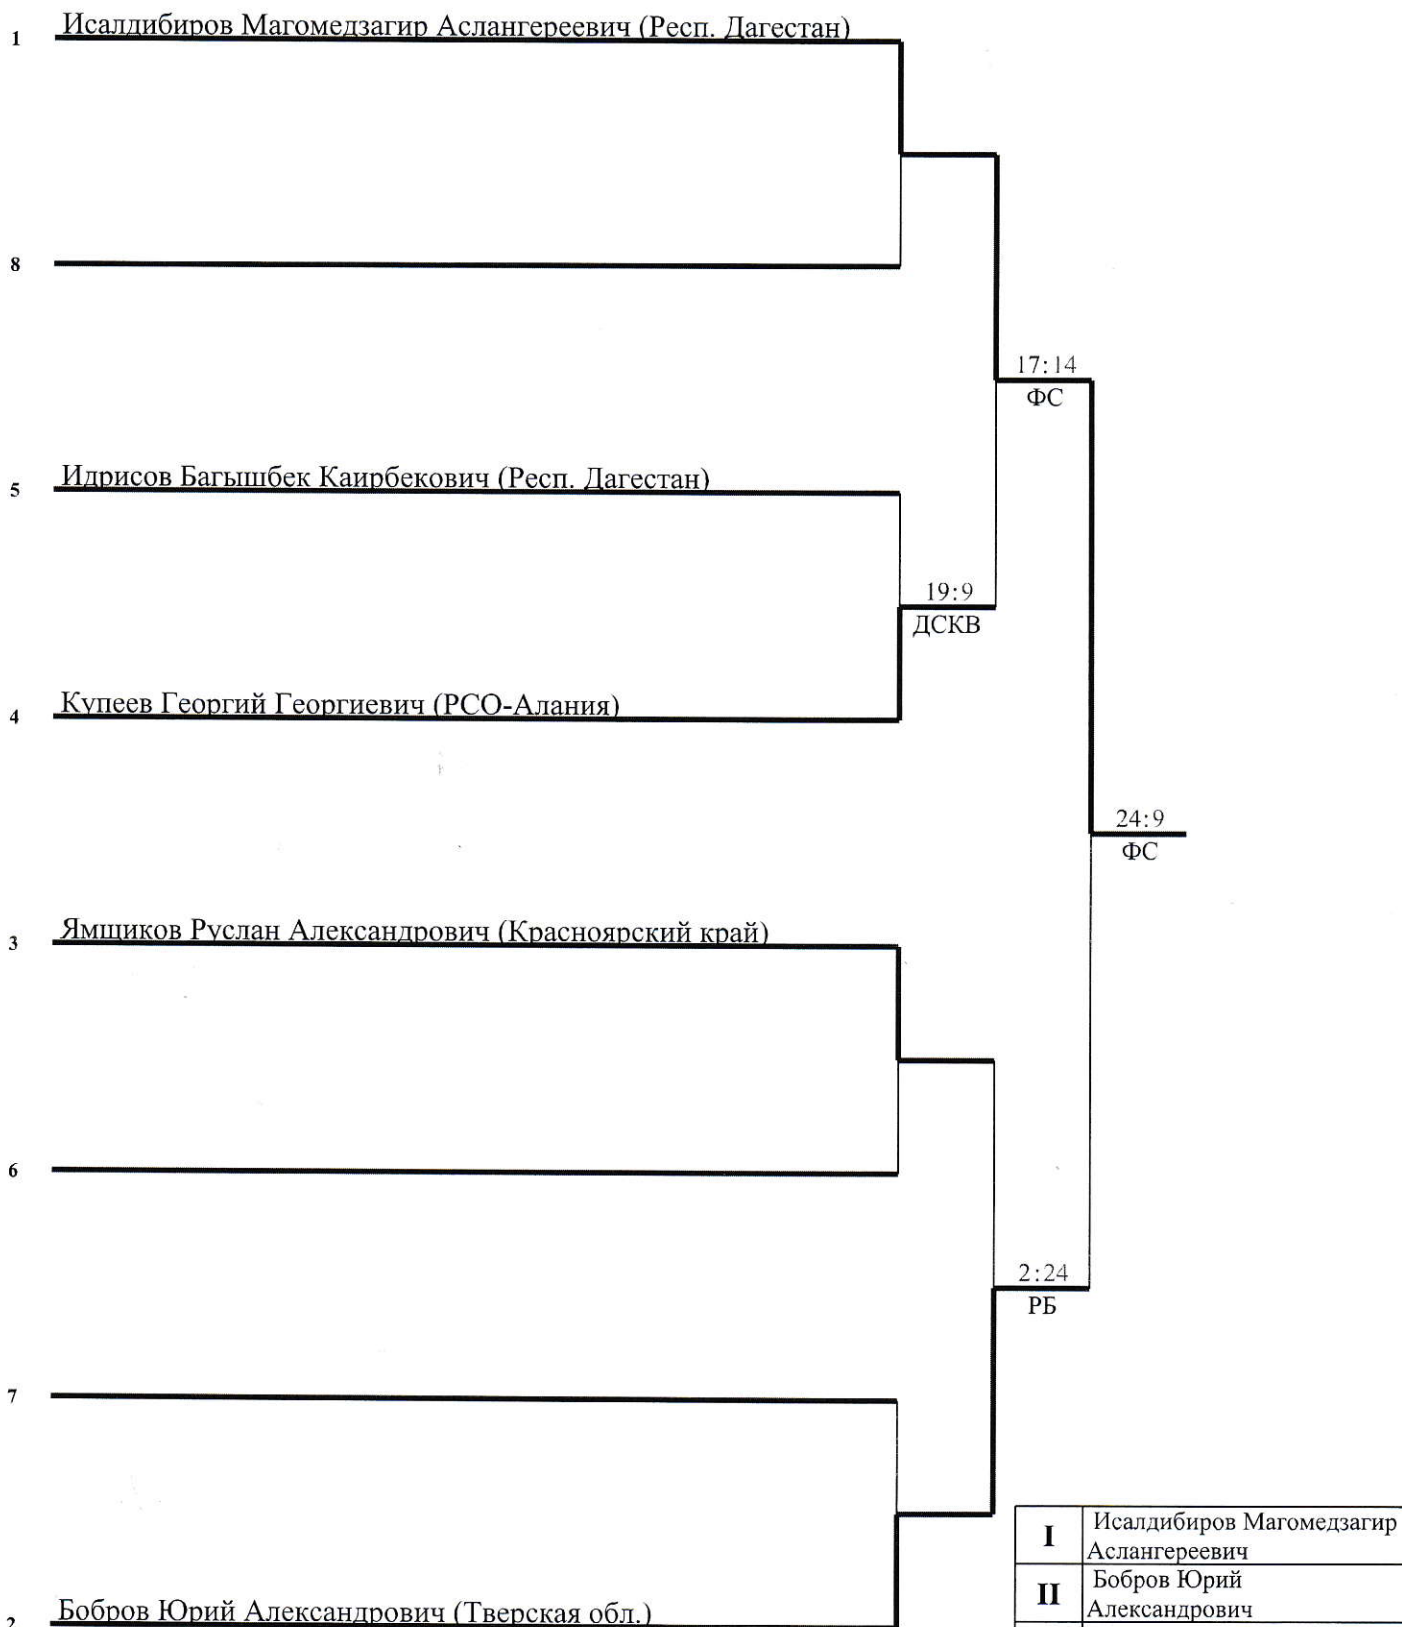 1 Исалдибиров Магомедзагир Аслангереевич (Респ. Дагестан)
8
17:14
ФС
5 Идрисов Багышбек Каирбекович (Респ. Дагестан)
19:9
ДСКВ
4 Купеев Георгий Георгиевич (РСО-Алания)
24:9
ФС
3 Ямщиков Руслан Александрович (Красноярский край)
6
2:24
РБ
7
I Исалдибиров Магомедзагир
Аслангереевич
II Бобров Юрий
Александрович
2 Бобров Юрий Александрович (Тверская обл.)